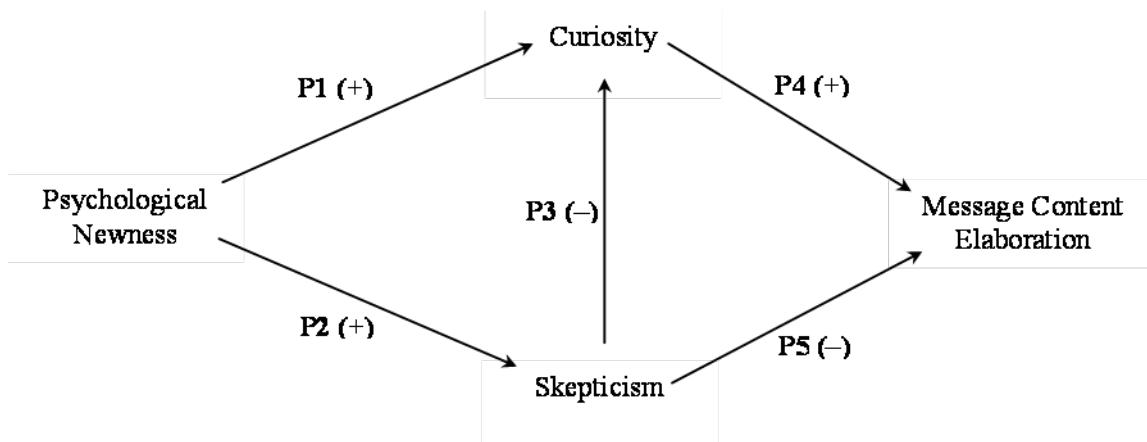 Curiosity
P1 (+)
P4 (+)
Psychological
Newness
P3 (–)
Message Content
Elaboration
P2 (+)
P5 (–)
Skepticism